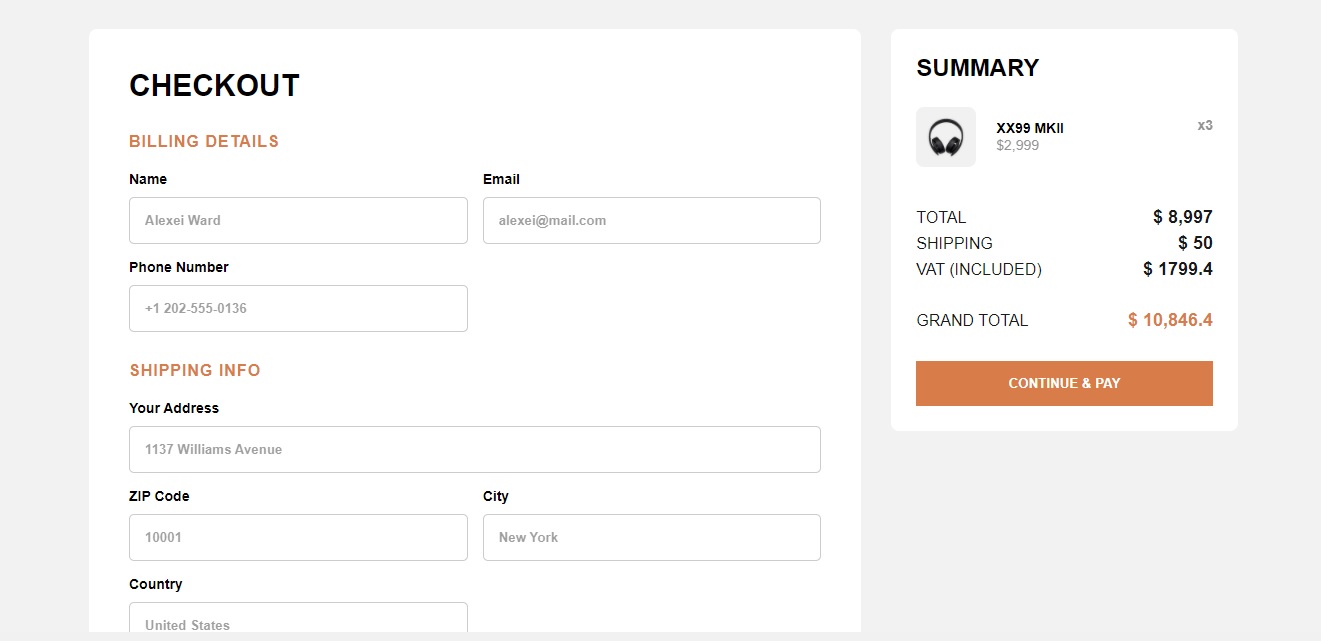 CHECKOUT
BILLING DETAILS
Name
Email
Alexei Ward
alexei@mail.com
Phone Number
+1 202-555-0136
SHIPPING INFO
Your Address
1137 Williams Avenue
ZIP Code
City
10001
New York
Country
United States
SUMMARY
XX99 MKII
x3
$2,999
TOTAL $ 8,997
SHIPPING $ 50
VAT (INCLUDED) $ 1799.4
GRAND TOTAL $ 10,846.4
CONTINUE & PAY